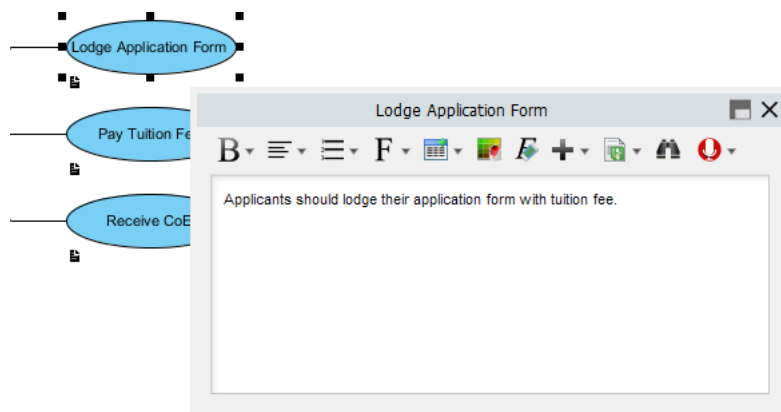 Lodge Application Form
Pay Tuition Fe
Receive CoE
Lodge Application Form
B
F
F
Applicants should lodge their application form with tuition fee.